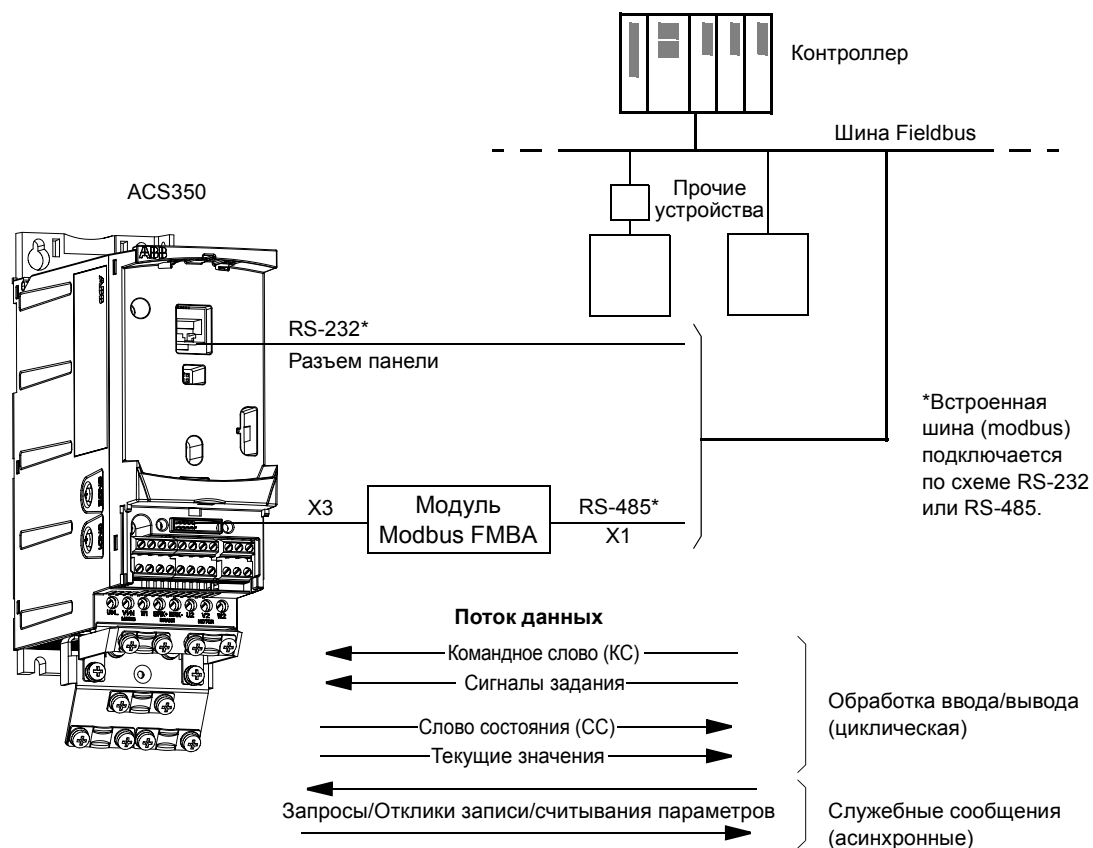 Контроллер
Шина Fieldbus
Прочие
устройства
ACS350
ABB
RS-232*
Разъем панели
*Встроенная
шина (modbus)
подключается
по схеме RS-232
или RS-485.
X3
Модуль
Modbus FMBA
RS-485*
X1
Поток данных
Командное слово (КС)
Сигналы задания
Слово состояния (СС)
Текущие значения
Обработка ввода/вывода
(циклическая)
Запросы/Отклики записи/считывания параметров
Служебные сообщения
(асинхронные)